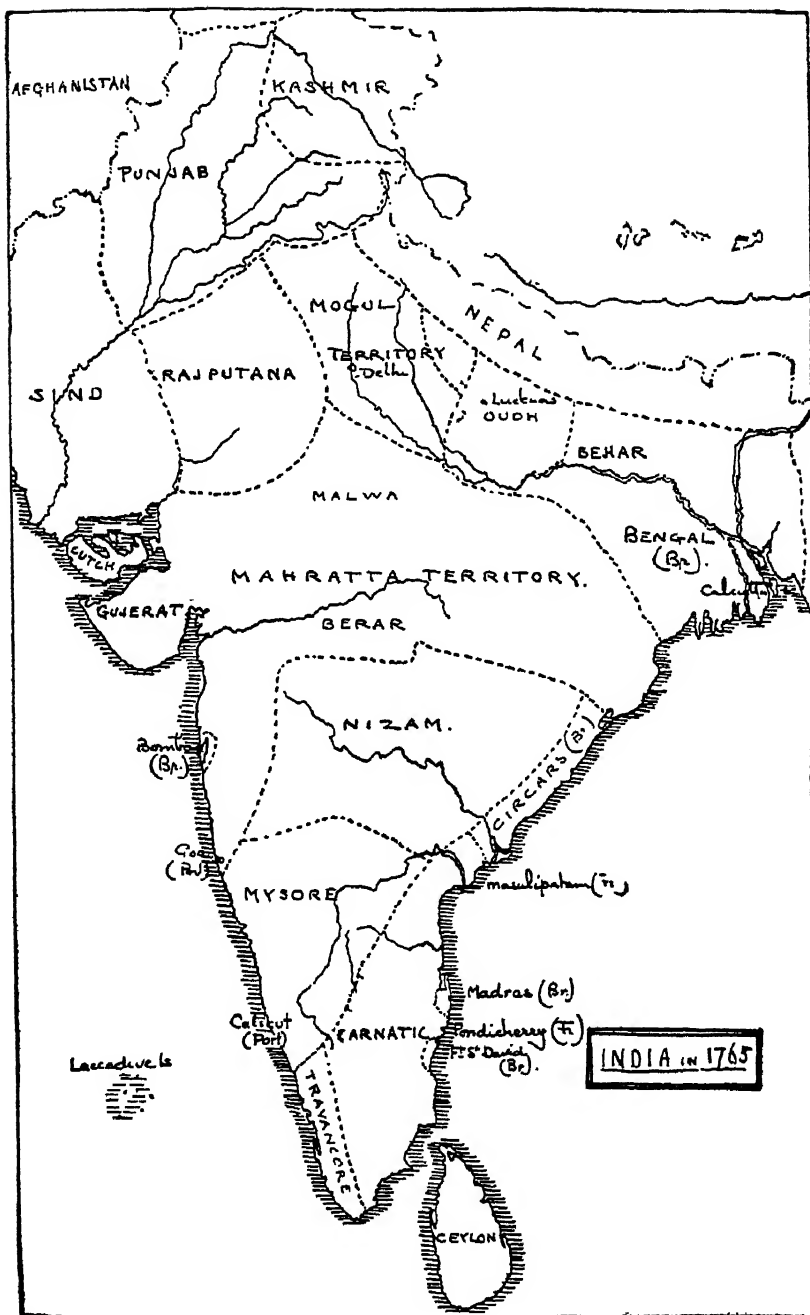 AFGHANISTAN
KASHMIR
PUNJAB
MOGUL
NEPAL
TERRITORY
Delhi
RAJPUTANA
SIND
OUDH
BEHAR
MALWA
BENGAL
(Br).
CUTCH
MAHRATTA TERRITORY.
Calcutta
GUJERAT
BERAR
NIZAM.
CIRCARS (Br)
Bombay
(Br.)
Goa
MYSORE
Masulipatam (Fr)
Madras (Br)
Calicut
(Port)
CARNATIC
Pondicherry (Fr)
Ft St David
(Br).
INDIA IN 1765
Laccadive Is
TRAVANCORE
CEYLON